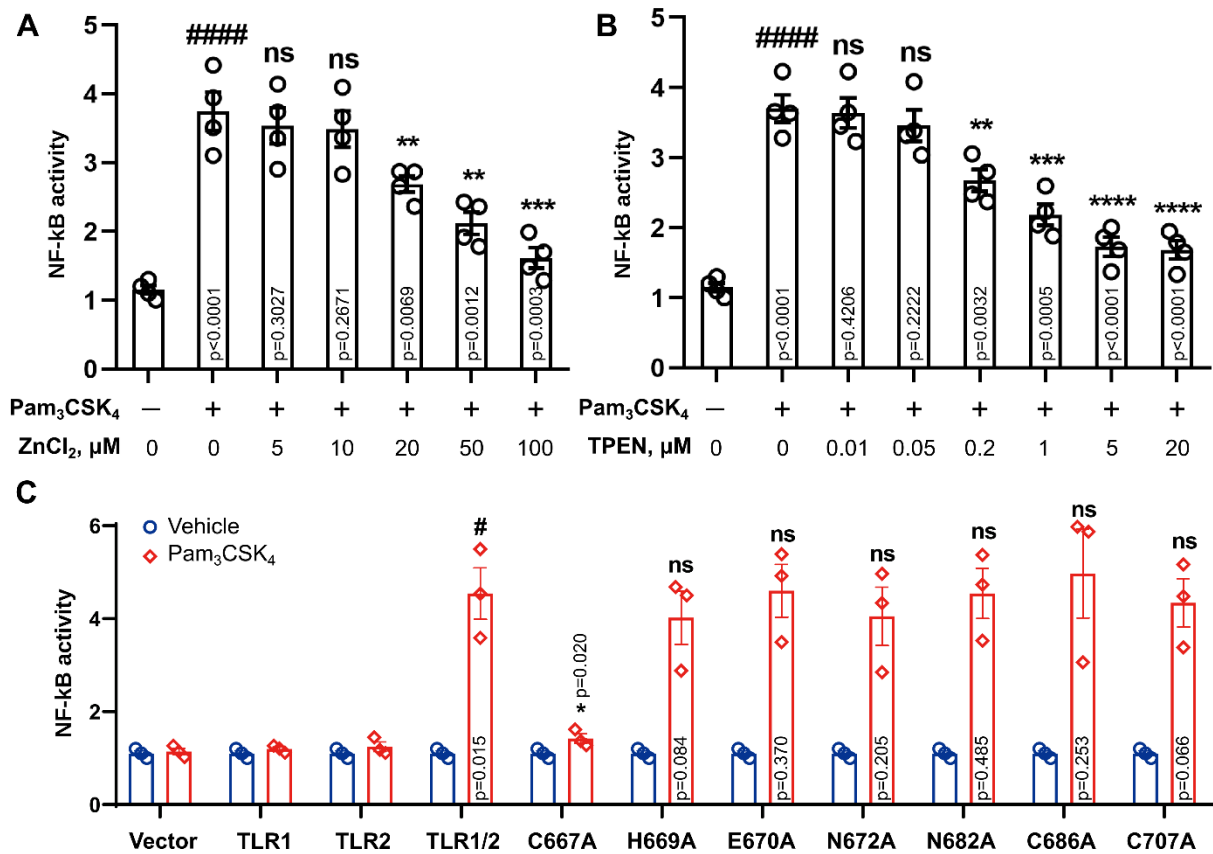 A
NF-kB activity
5
4
3
2
1
0
####
ns
ns
**
**
***
p<0.0001
p=0.3027
p=0.2671
p=0.0069
p=0.0012
p=0.0003
Pam₃CSK₄ – + + + + + +
ZnCl₂, µM 0 0 5 10 20 50 100
B
NF-kB activity
5
4
3
2
1
0
####
ns
ns
**
***
****
****
p<0.0001
p=0.4206
p=0.2222
p=0.0032
p=0.0005
p<0.0001
p<0.0001
Pam₃CSK₄ – + + + + + + +
TPEN, µM 0 0 0.01 0.05 0.2 1 5 20
C
Vehicle
Pam₃CSK₄
NF-kB activity
6
4
2
0
#
* p=0.020
ns
ns
ns
ns
ns
ns
p=0.015
p=0.084
p=0.370
p=0.205
p=0.485
p=0.253
p=0.066
Vector TLR1 TLR2 TLR1/2 C667A H669A E670A N672A N682A C686A C707A